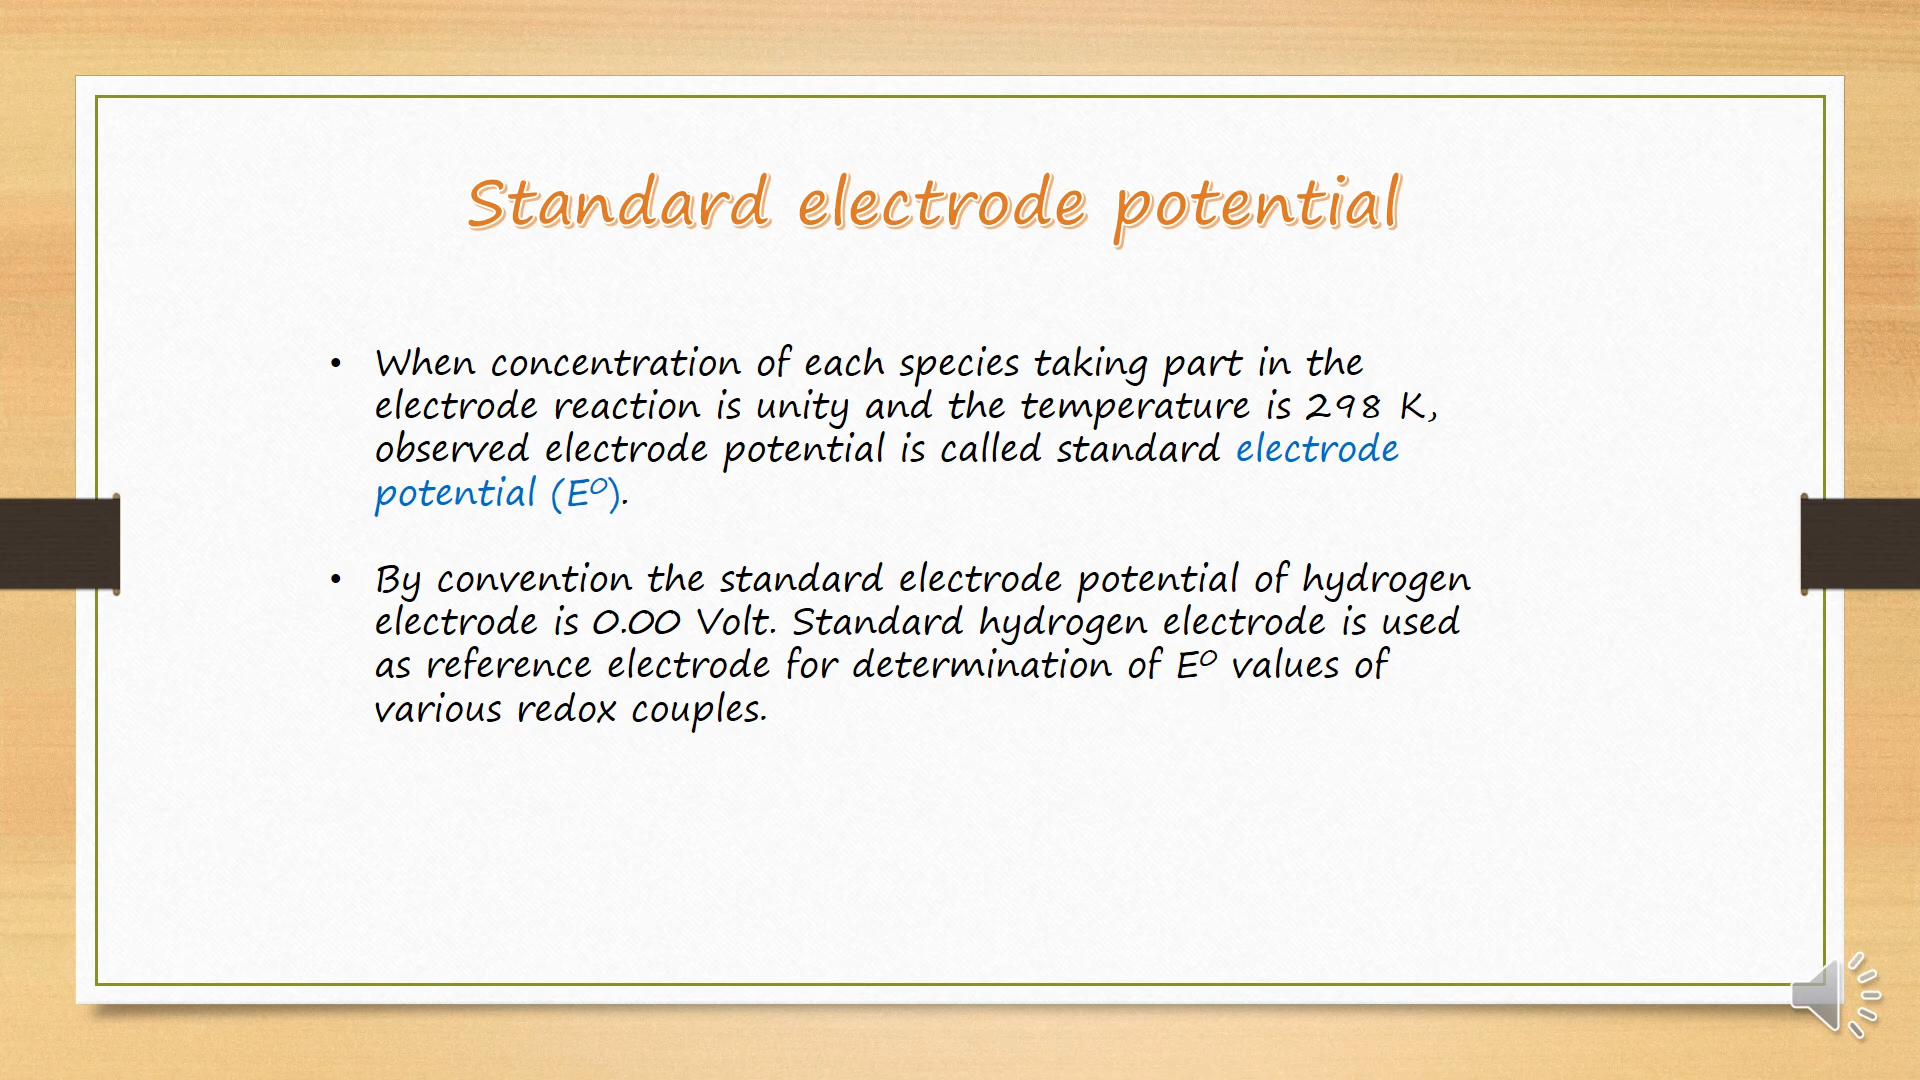 Standard electrode potential
• When concentration of each species taking part in the
electrode reaction is unity and the temperature is 298 K,
observed electrode potential is called standard electrode
potential (E⁰).
• By convention the standard electrode potential of hydrogen
electrode is 0.00 Volt. Standard hydrogen electrode is used
as reference electrode for determination of E⁰ values of
various redox couples.